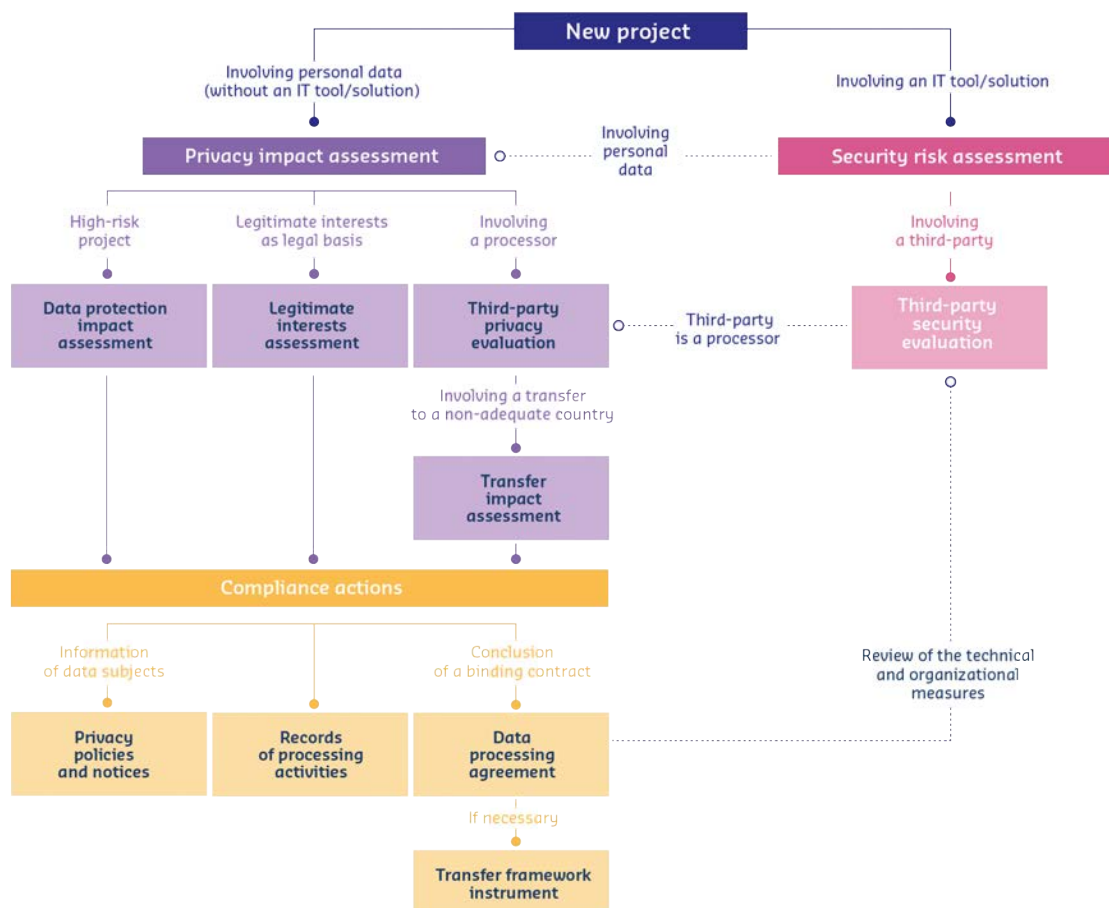 New project
Involving personal data
(without an IT tool/solution)
Involving an IT tool/solution
Privacy impact assessment
Involving
personal
data
Security risk assessment
High-risk
project
Legitimate interests
as legal basis
Involving
a processor
Involving
a third-party
Data protection
impact
assessment
Legitimate
interests
assessment
Third-party
privacy
evaluation
Third-party
is a processor
Third-party
security
evaluation
Involving a transfer
to a non-adequate country
Transfer
impact
assessment
Compliance actions
Information
of data subjects
Conclusion
of a binding contract
Review of the technical
and organizational
measures
Privacy
policies
and notices
Records
of processing
activities
Data
processing
agreement
If necessary
Transfer framework
instrument